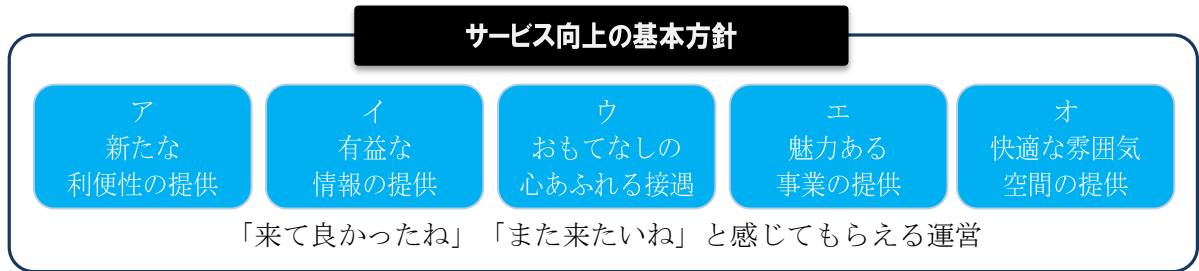 サービス向上の基本方針
ア
新たな
利便性の提供
イ
有益な
情報の提供
ウ
おもてなしの
心あふれる接遇
エ
魅力ある
事業の提供
オ
快適な雰囲気
空間の提供
「来て良かったね」「また来たいね」と感じてもらえる運営